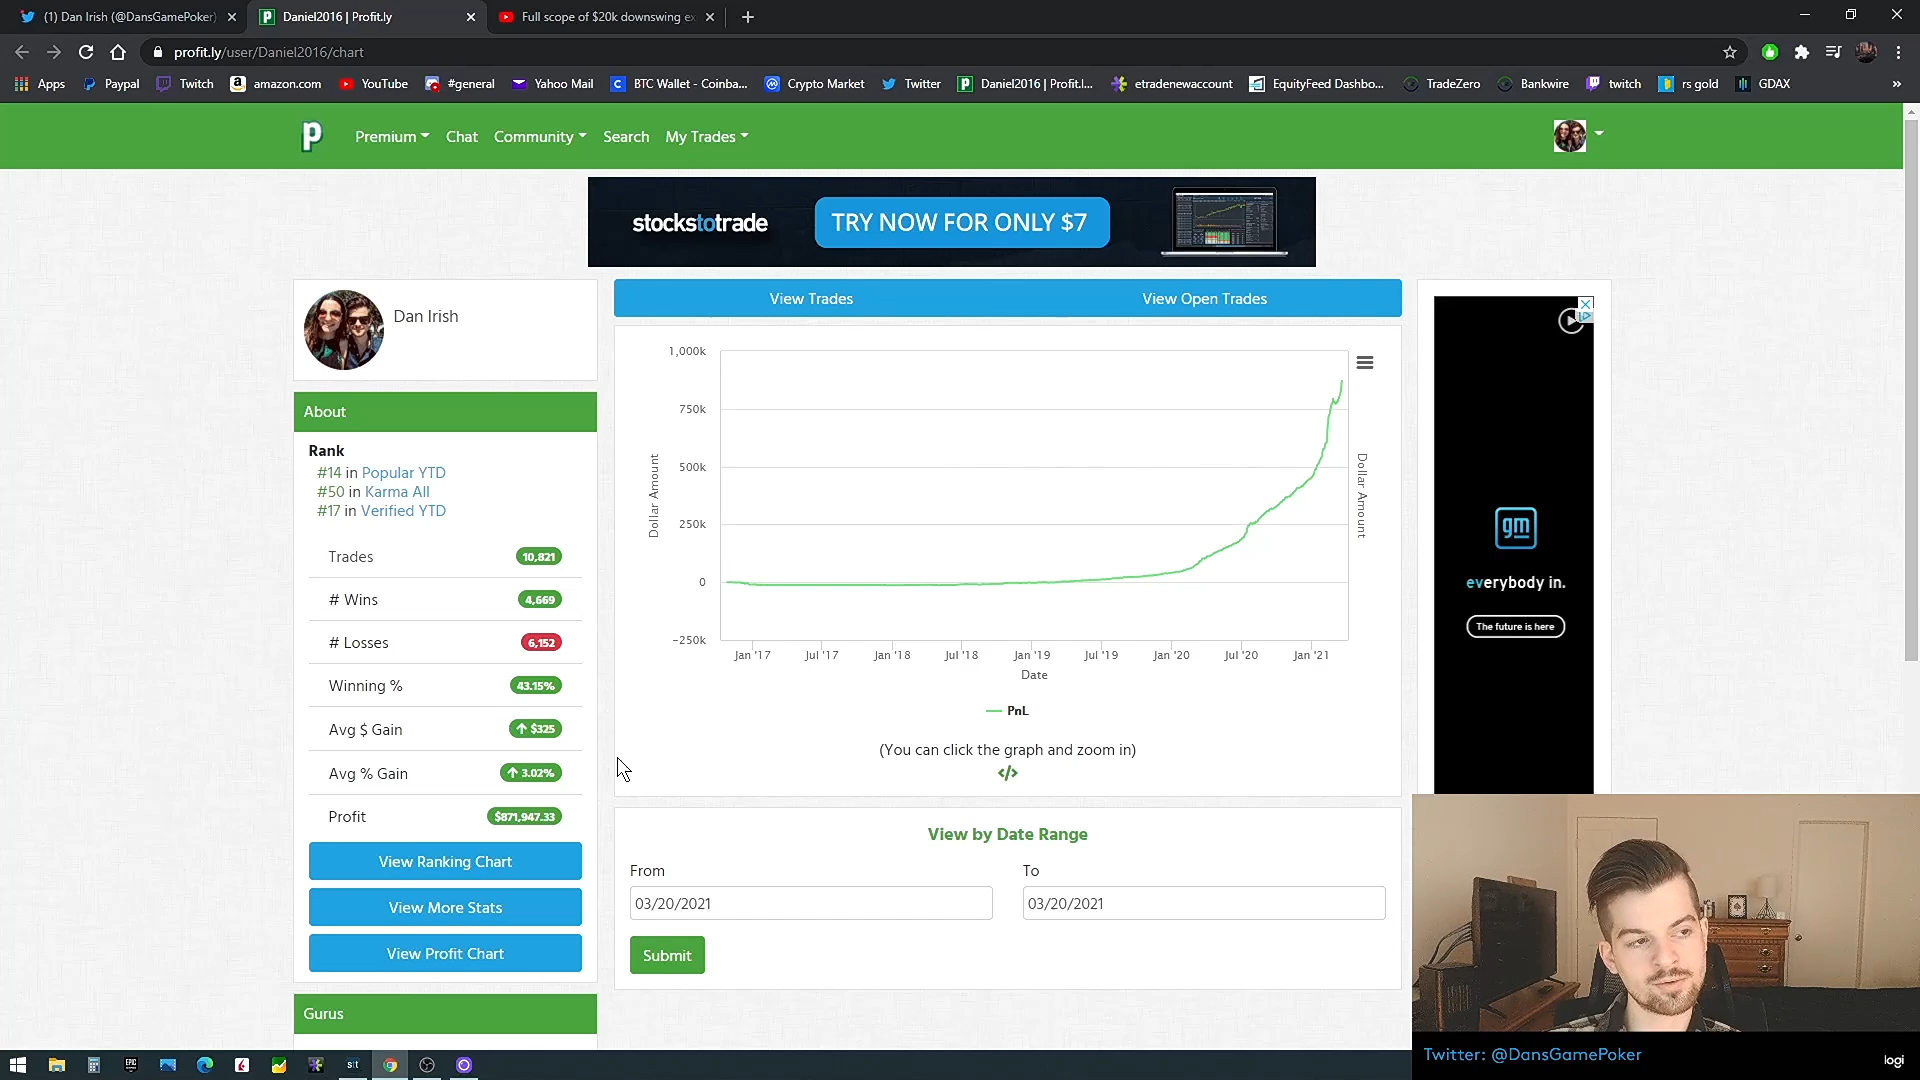 (1) Dan Irish (@DansGamePoker)
Daniel2016 | Profit.ly
Full scope of $20k downswing ex
profit.ly/user/Daniel2016/chart
Apps Paypal Twitch amazon.com YouTube #general Yahoo Mail BTC Wallet - Coinba... Crypto Market Twitter Daniel2016 | Profit.l... etradenewaccount EquityFeed Dashbo... TradeZero Bankwire twitch rs gold GDAX »
p Premium Chat Community Search My Trades
stockstotrade TRY NOW FOR ONLY $7
Dan Irish
View Trades View Open Trades
About
Rank
#14 in Popular YTD
#50 in Karma All
#17 in Verified YTD
Trades 10,821
# Wins 4,669
# Losses 6,152
Winning % 43.15%
Avg $ Gain ↑ $325
Avg % Gain ↑ 3.02%
Profit $871,947.33
View Ranking Chart
View More Stats
View Profit Chart
Gurus
1,000k
750k
500k
250k
0
-250k
Dollar Amount
Dollar Amount
Jan '17 Jul '17 Jan '18 Jul '18 Jan '19 Jul '19 Jan '20 Jul '20 Jan '21
Date
PnL
(You can click the graph and zoom in)
</>
View by Date Range
From To
03/20/2021 03/20/2021
Submit
gm
everybody in.
The future is here
Twitter: @DansGamePoker
logi